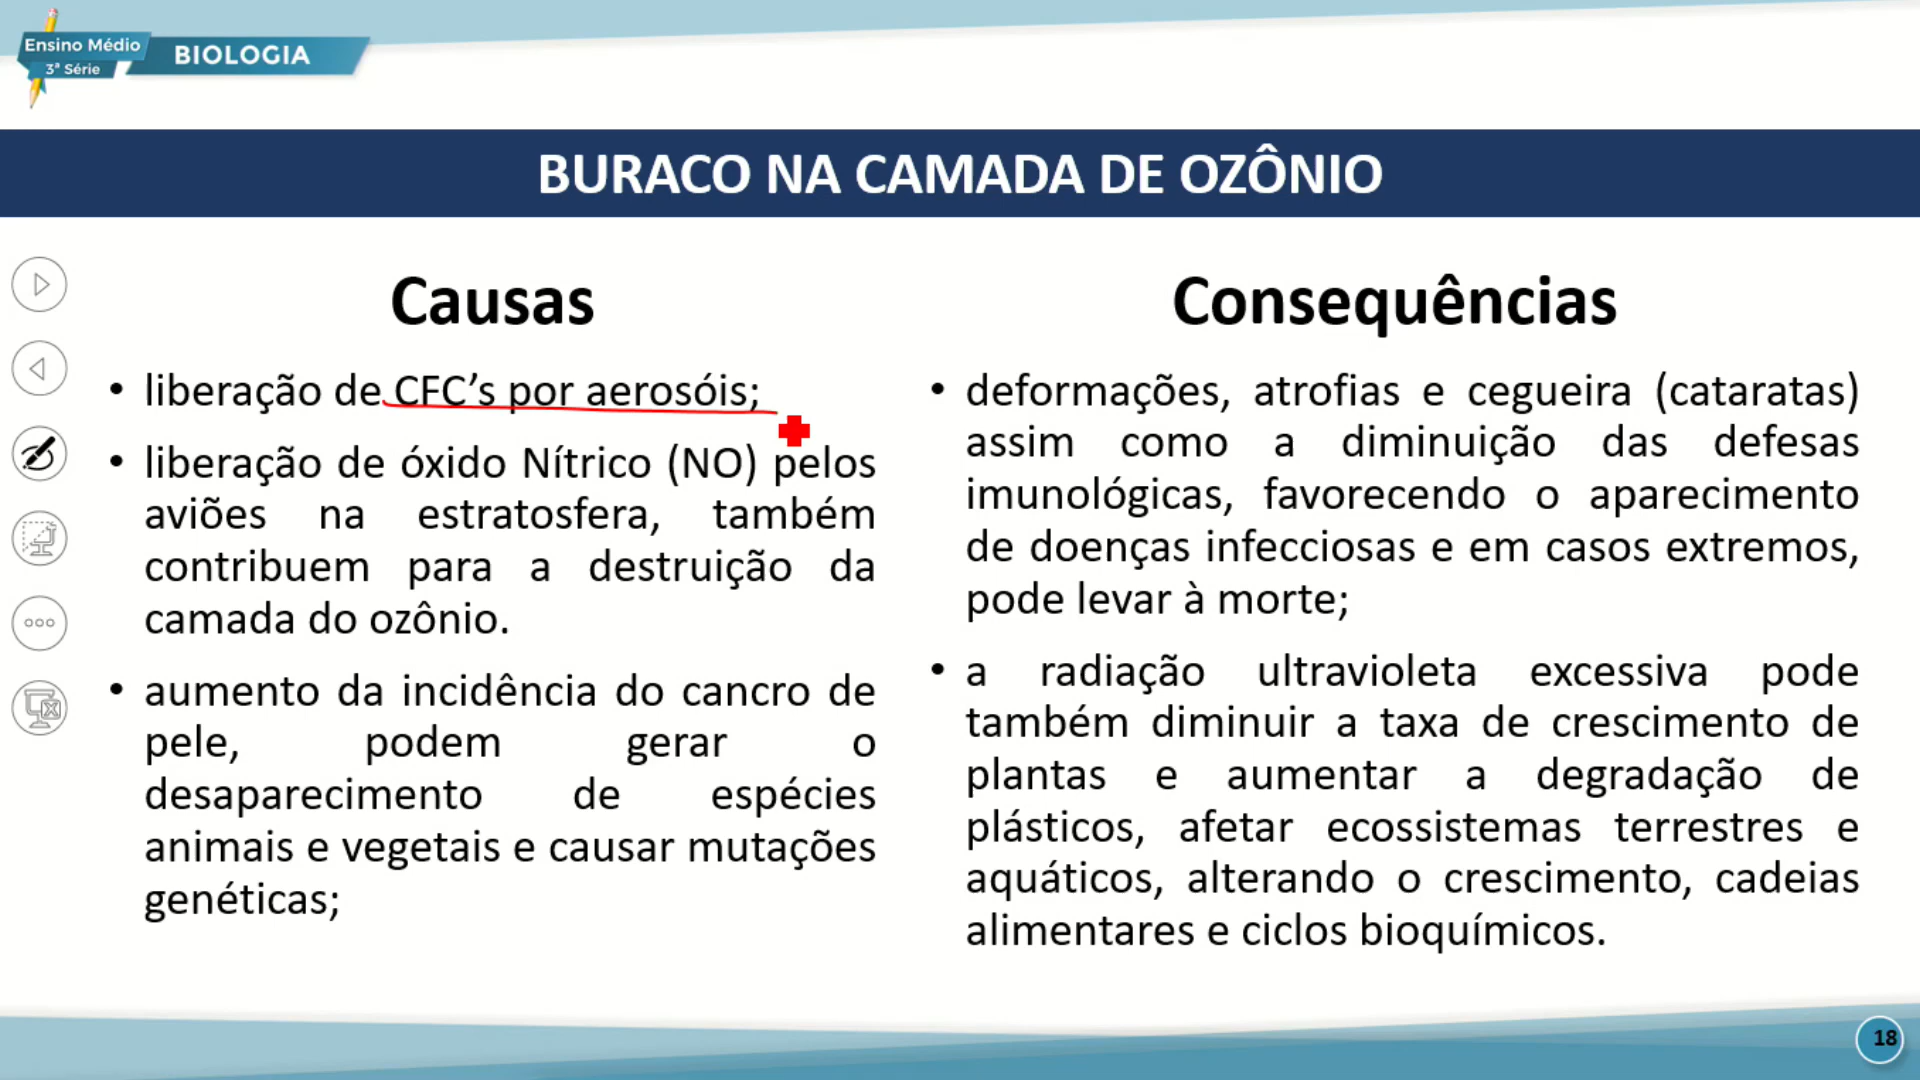 Ensino Médio
3ª Série
BIOLOGIA
BURACO NA CAMADA DE OZÔNIO
Causas
• liberação de CFC’s por aerosóis;
• liberação de óxido Nítrico (NO) pelos
aviões na estratosfera, também
contribuem para a destruição da
camada do ozônio.
• aumento da incidência do cancro de
pele, podem gerar o
desaparecimento de espécies
animais e vegetais e causar mutações
genéticas;
Consequências
• deformações, atrofias e cegueira (cataratas)
assim como a diminuição das defesas
imunológicas, favorecendo o aparecimento
de doenças infecciosas e em casos extremos,
pode levar à morte;
• a radiação ultravioleta excessiva pode
também diminuir a taxa de crescimento de
plantas e aumentar a degradação de
plásticos, afetar ecossistemas terrestres e
aquáticos, alterando o crescimento, cadeias
alimentares e ciclos bioquímicos.
18